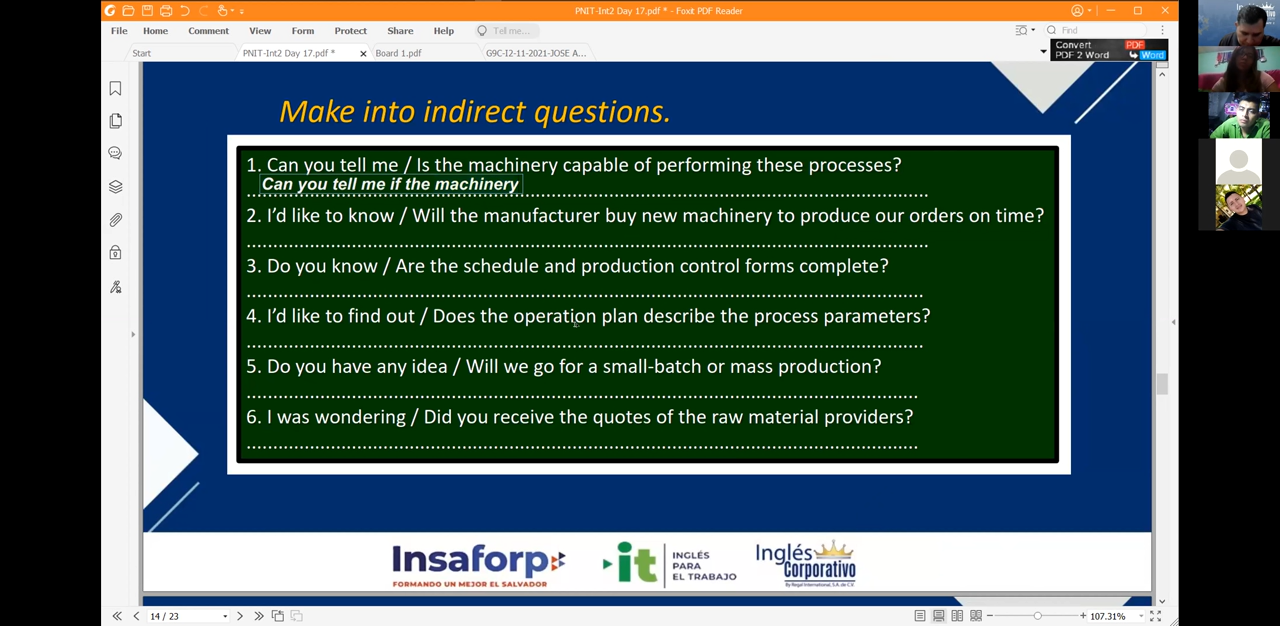 PNIT-Int2 Day 17.pdf * - Foxit PDF Reader
File Home Comment View Form Protect Share Help Tell me... Find
Start PNIT-Int2 Day 17.pdf * Board 1.pdf G9C-I2-11-2021-JOSE A...
Convert PDF
PDF 2 Word Word
Make into indirect questions.
1. Can you tell me / Is the machinery capable of performing these processes?
Can you tell me if the machinery
2. I'd like to know / Will the manufacturer buy new machinery to produce our orders on time?
3. Do you know / Are the schedule and production control forms complete?
4. I'd like to find out / Does the operation plan describe the process parameters?
5. Do you have any idea / Will we go for a small-batch or mass production?
6. I was wondering / Did you receive the quotes of the raw material providers?
Insaforp
FORMANDO UN MEJOR EL SALVADOR
it
INGLÉS
PARA
EL TRABAJO
Inglés
Corporativo
By Regal International, S.A. de C.V.
14 / 23
107.31%